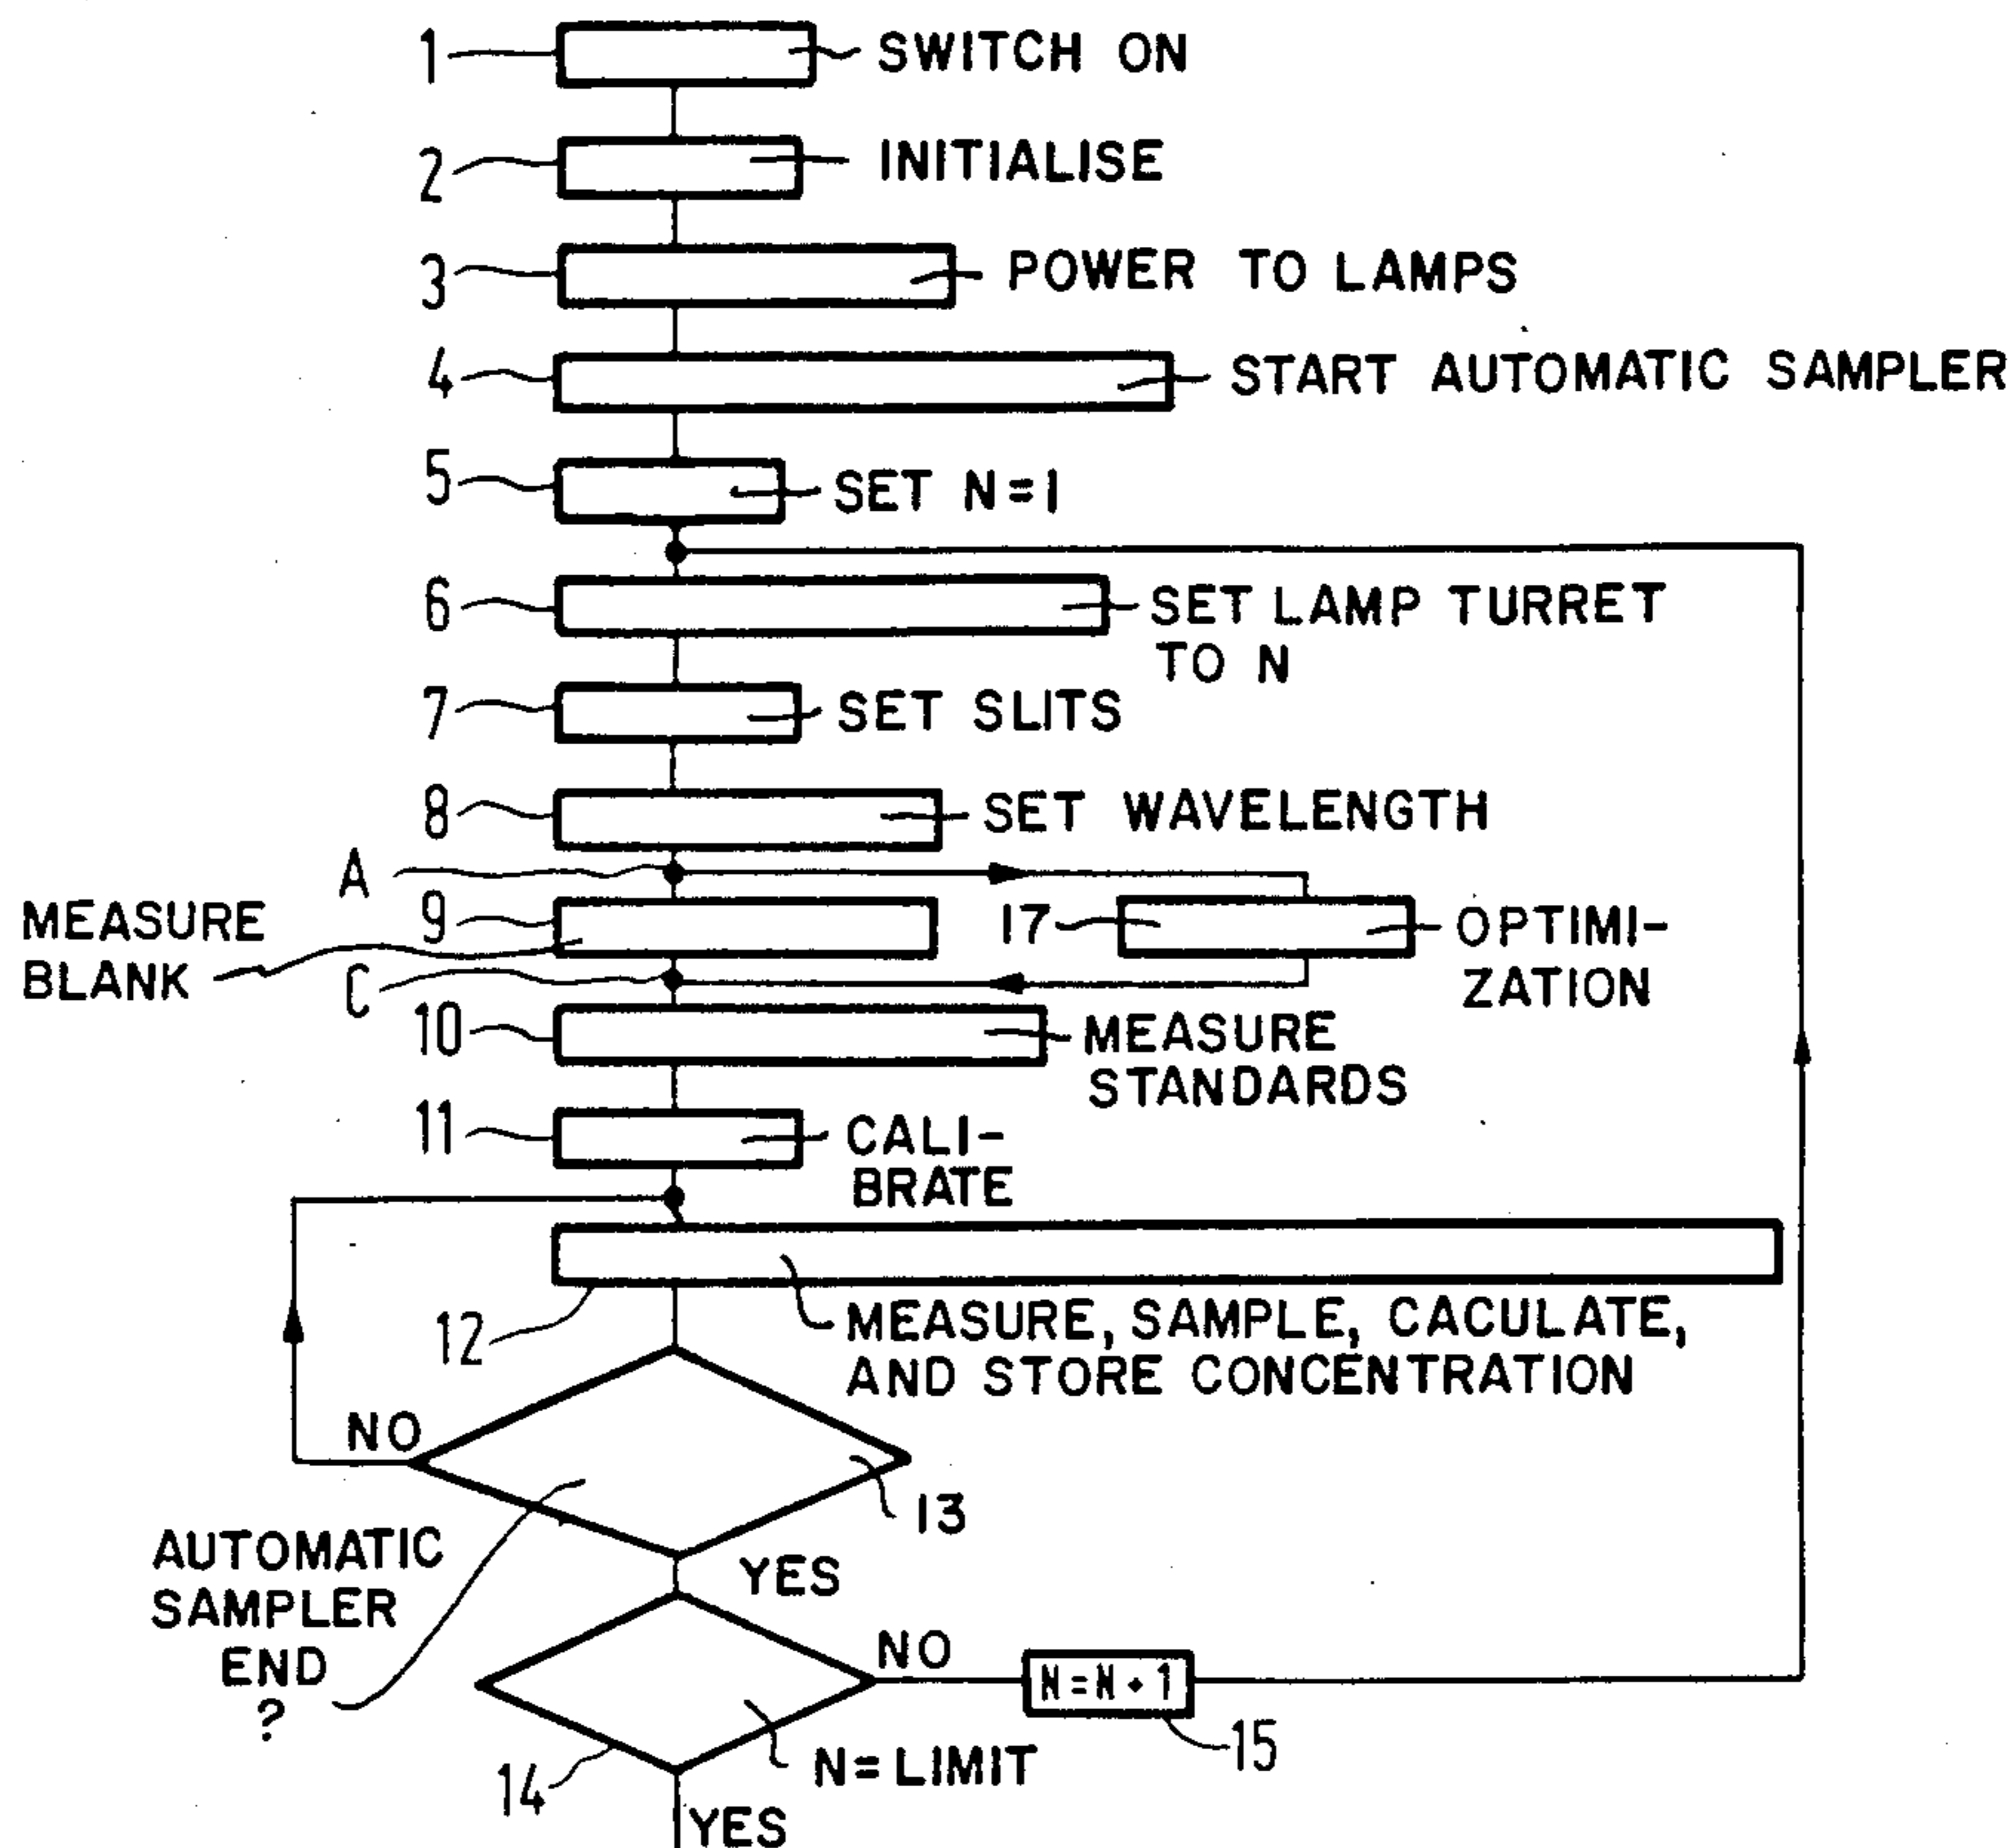 1 SWITCH ON
2 INITIALISE
3 POWER TO LAMPS
4 START AUTOMATIC SAMPLER
5 SET N=1
6 SET LAMP TURRET
TO N
7 SET SLITS
8 SET WAVELENGTH
A
MEASURE
BLANK
9
17 OPTIMI-
ZATION
C
10 MEASURE
STANDARDS
11 CALI-
BRATE
12 MEASURE, SAMPLE, CACULATE,
AND STORE CONCENTRATION
NO
13
AUTOMATIC
SAMPLER
END
?
YES
NO
N=N+1
15
14 N=LIMIT
YES